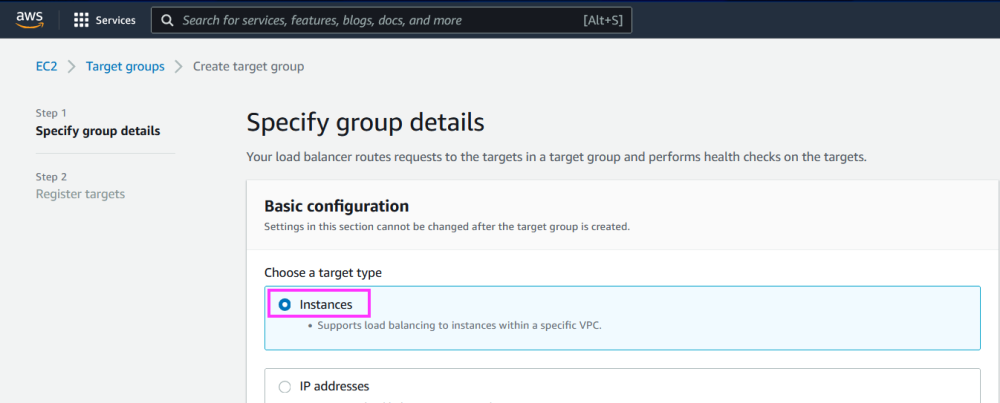 aws Services Search for services, features, blogs, docs, and more [Alt+S]
EC2 > Target groups > Create target group
Step 1
Specify group details
Step 2
Register targets
Specify group details
Your load balancer routes requests to the targets in a target group and performs health checks on the targets.
Basic configuration
Settings in this section cannot be changed after the target group is created.
Choose a target type
Instances
• Supports load balancing to instances within a specific VPC.
IP addresses